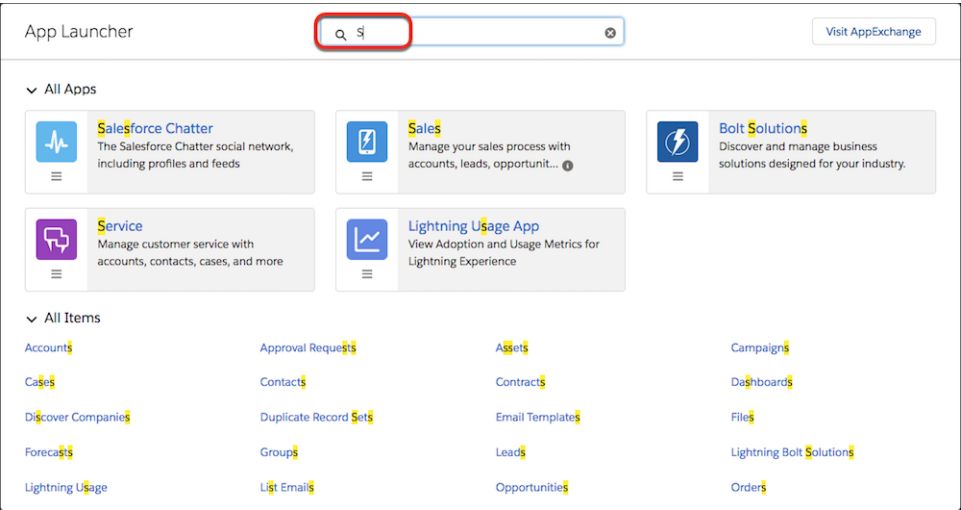 App Launcher
S
Visit AppExchange
All Apps
Salesforce Chatter
The Salesforce Chatter social network,
including profiles and feeds
Sales
Manage your sales process with
accounts, leads, opportunit...
Bolt Solutions
Discover and manage business
solutions designed for your industry.
Service
Manage customer service with
accounts, contacts, cases, and more
Lightning Usage App
View Adoption and Usage Metrics for
Lightning Experience
All Items
Accounts Approval Requests Assets Campaigns
Cases Contacts Contracts Dashboards
Discover Companies Duplicate Record Sets Email Templates Files
Forecasts Groups Leads Lightning Bolt Solutions
Lightning Usage List Emails Opportunities Orders